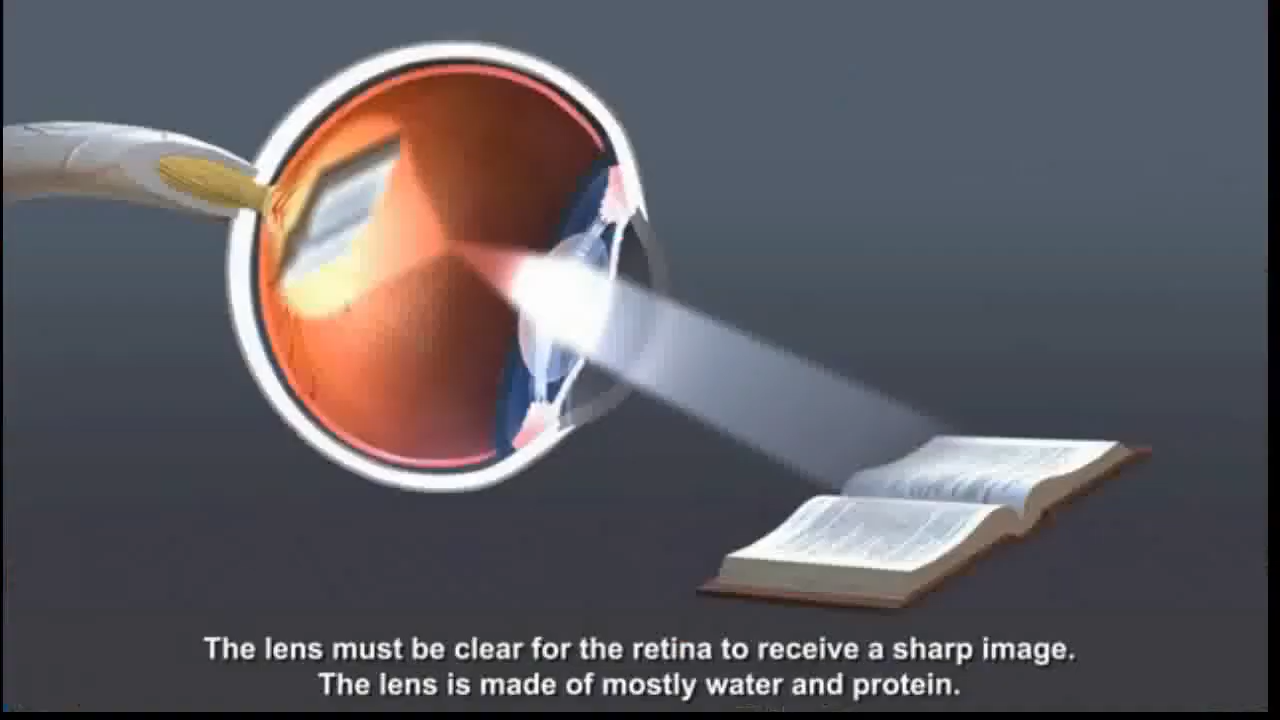 The lens must be clear for the retina to receive a sharp image.
The lens is made of mostly water and protein.